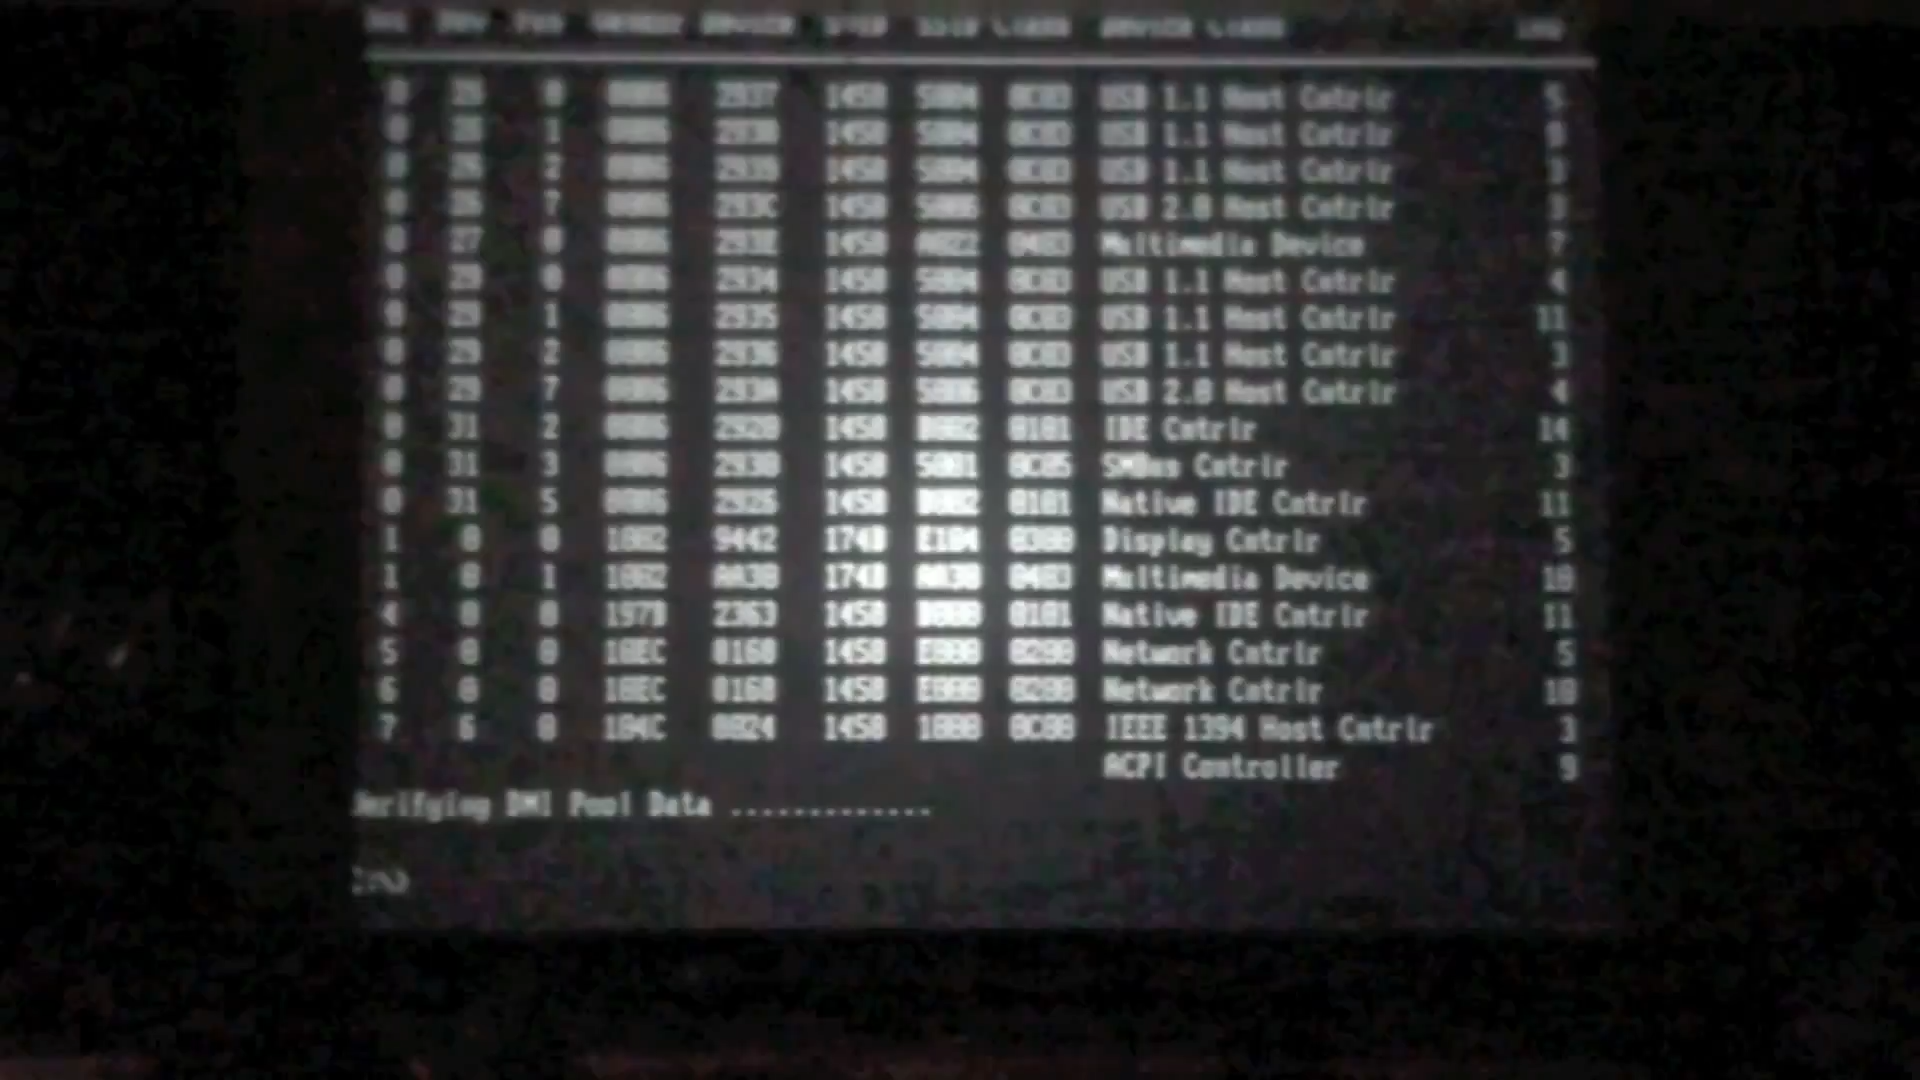 Bus Dev Fun Vendor Device SVID SSID Class Device Class IRQ
0 26 0 8086 2937 1458 5004 0C03 USB 1.1 Host Cntrlr 5
0 26 1 8086 2938 1458 5004 0C03 USB 1.1 Host Cntrlr
0 26 2 8086 2939 1458 5004 0C03 USB 1.1 Host Cntrlr 3
0 26 7 8086 293C 1458 5006 0C03 USB 2.0 Host Cntrlr 3
0 27 0 8086 293E 1458 A022 0403 Multimedia Device 7
0 29 0 8086 2934 1458 5004 0C03 USB 1.1 Host Cntrlr 4
0 29 1 8086 2935 1458 5004 0C03 USB 1.1 Host Cntrlr 11
0 29 2 8086 2936 1458 5004 0C03 USB 1.1 Host Cntrlr 3
0 29 7 8086 293A 1458 5006 0C03 USB 2.0 Host Cntrlr 4
0 31 2 8086 2920 1458 B002 0101 IDE Cntrlr 14
0 31 3 8086 2930 1458 5001 0C05 SMBus Cntrlr 3
0 31 5 8086 2926 1458 B002 0101 Native IDE Cntrlr 11
1 0 0 1002 9442 174B E104 0300 Display Cntrlr 5
1 0 1 1002 AA30 174B AA30 0403 Multimedia Device 10
4 0 0 197B 2363 1458 B000 0101 Native IDE Cntrlr 11
5 0 0 10EC 8168 1458 E000 0200 Network Cntrlr 5
6 0 0 10EC 8168 1458 E000 0200 Network Cntrlr 10
7 6 0 104C 8024 1458 1000 0C00 IEEE 1394 Host Cntrlr 3
ACPI Controller 9
Verifying DMI Pool Data .............